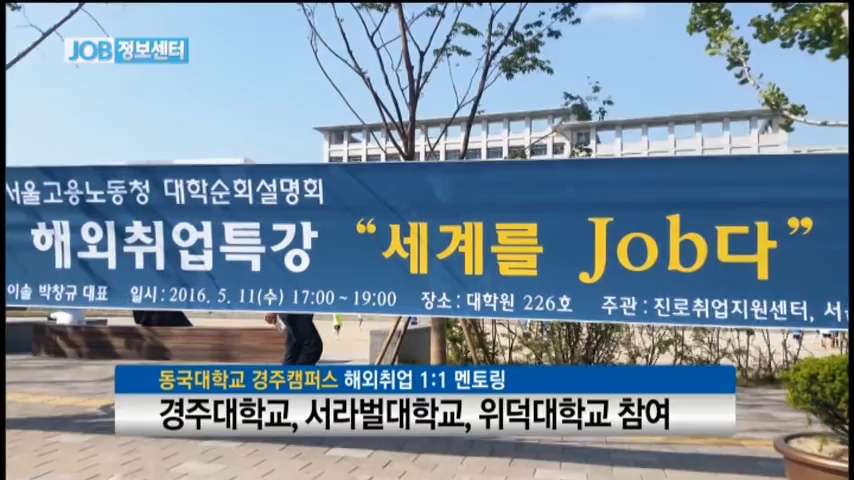 JOB 정보센터
서울고용노동청 대학순회설명회
해외취업특강 “세계를 Job다”
이솔 박창규 대표 일시 : 2016. 5. 11(수) 17:00 ~ 19:00 장소 : 대학원 226호 주관 : 진로취업지원센터, 서울
동국대학교 경주캠퍼스 해외취업 1:1 멘토링
경주대학교, 서라벌대학교, 위덕대학교 참여